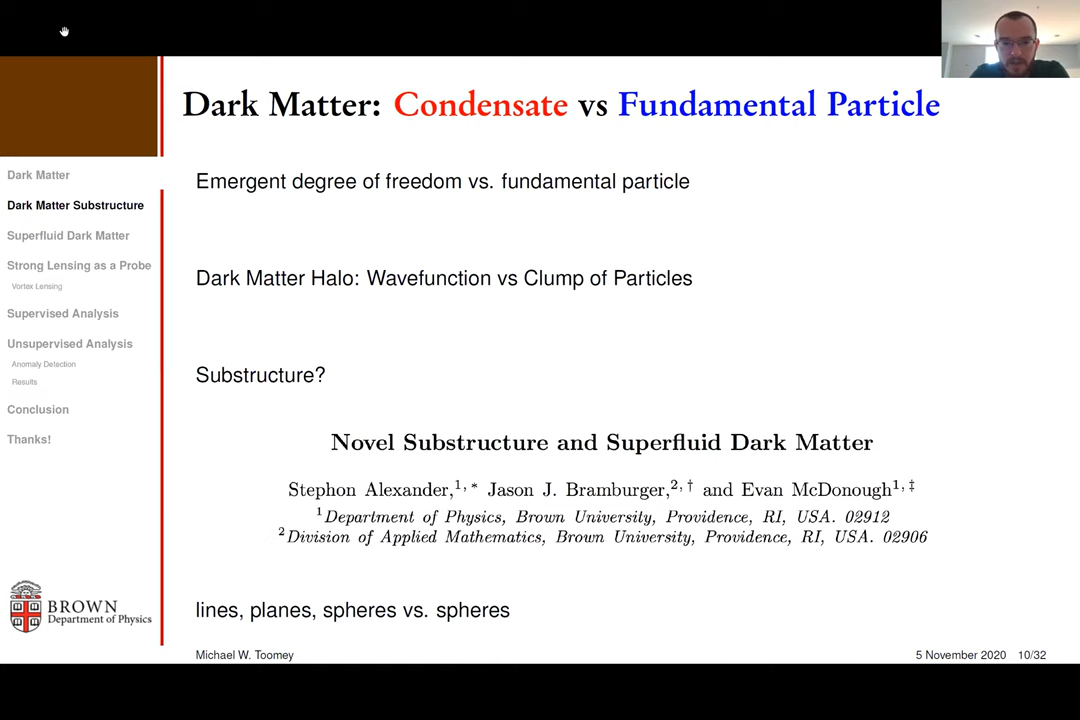 Dark Matter: Condensate vs Fundamental Particle
Dark Matter
Dark Matter Substructure
Superfluid Dark Matter
Strong Lensing as a Probe
Vortex Lensing
Supervised Analysis
Unsupervised Analysis
Anomaly Detection
Results
Conclusion
Thanks!
BROWN
Department of Physics
Emergent degree of freedom vs. fundamental particle
Dark Matter Halo: Wavefunction vs Clump of Particles
Substructure?
Novel Substructure and Superfluid Dark Matter
Stephon Alexander,¹,* Jason J. Bramburger,²,† and Evan McDonough¹,‡
¹Department of Physics, Brown University, Providence, RI, USA. 02912
²Division of Applied Mathematics, Brown University, Providence, RI, USA. 02906
lines, planes, spheres vs. spheres
Michael W. Toomey
5 November 2020 10/32